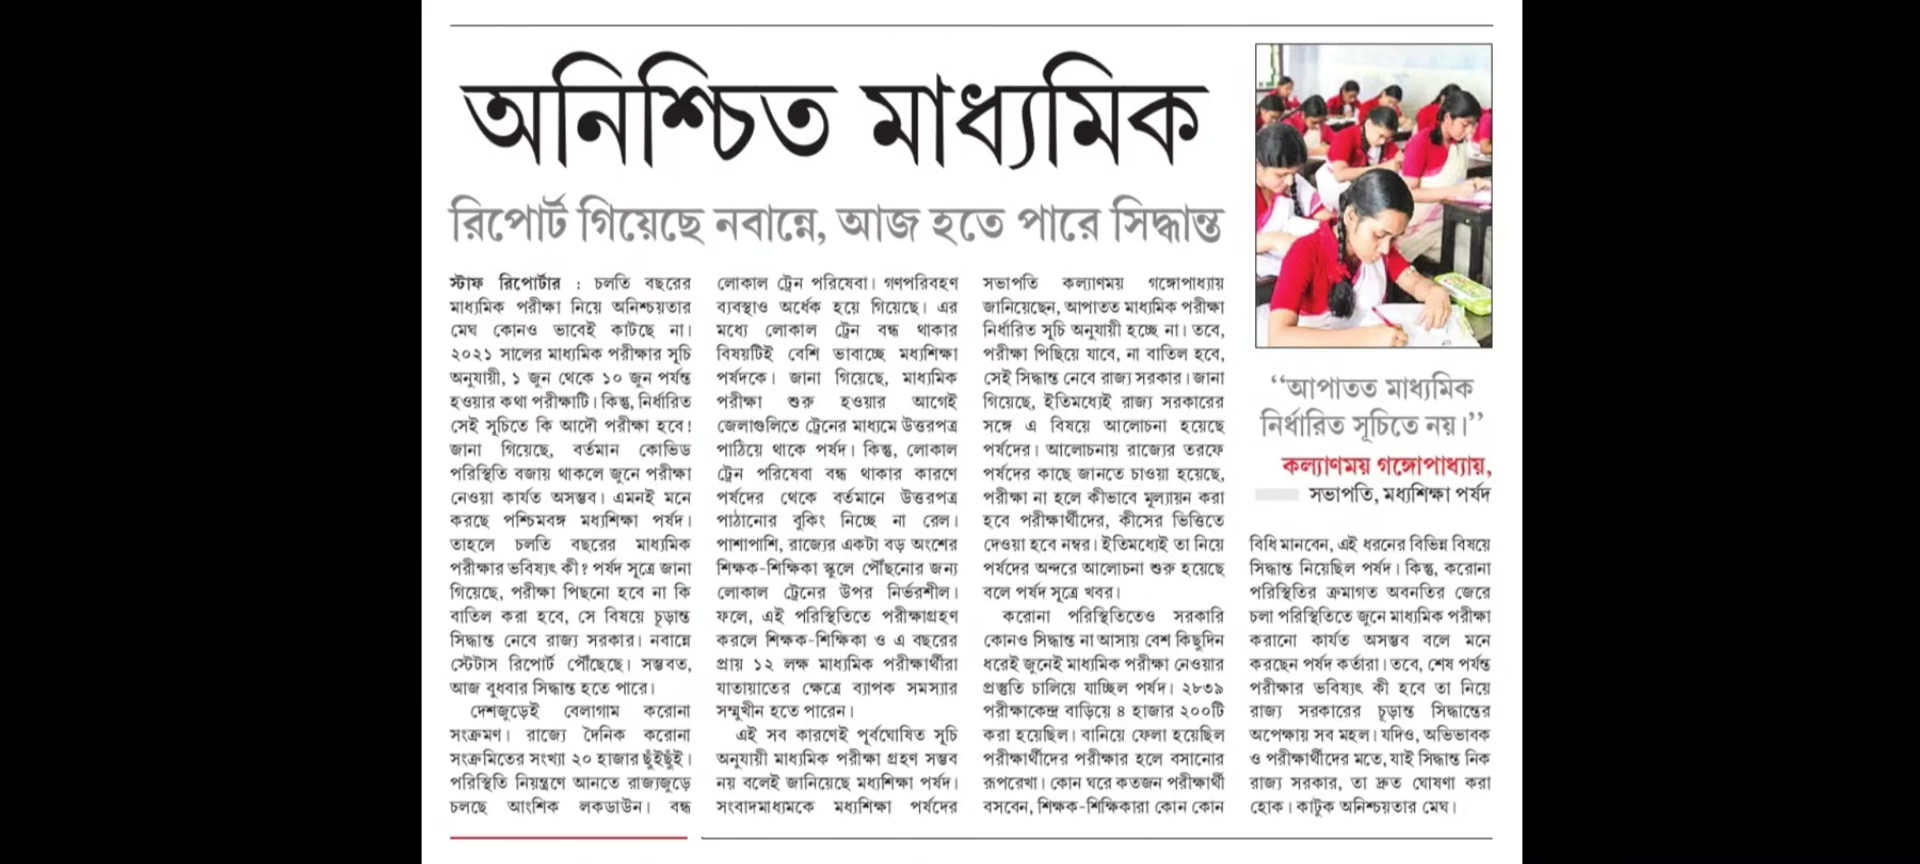 অনিশ্চিত মাধ্যমিক
রিপোর্ট গিয়েছে নবান্নে, আজ হতে পারে সিদ্ধান্ত
স্টাফ রিপোর্টার : চলতি বছরের
মাধ্যমিক পরীক্ষা নিয়ে অনিশ্চয়তার
মেঘ কোনও ভাবেই কাটছে না।
২০২১ সালের মাধ্যমিক পরীক্ষার সূচি
অনুযায়ী, ১ জুন থেকে ১০ জুন পর্যন্ত
হওয়ার কথা পরীক্ষাটি। কিন্তু, নির্ধারিত
সেই সূচিতে কি আদৌ পরীক্ষা হবে!
জানা গিয়েছে, বর্তমান কোভিড
পরিস্থিতি বজায় থাকলে জুনে পরীক্ষা
নেওয়া কার্যত অসম্ভব। এমনই মনে
করছে পশ্চিমবঙ্গ মধ্যশিক্ষা পর্ষদ।
তাহলে চলতি বছরের মাধ্যমিক
পরীক্ষার ভবিষ্যৎ কী? পর্ষদ সূত্রে জানা
গিয়েছে, পরীক্ষা পিছনো হবে না কি
বাতিল করা হবে, সে বিষয়ে চূড়ান্ত
সিদ্ধান্ত নেবে রাজ্য সরকার। নবান্নে
স্টেটাস রিপোর্ট পৌঁছেছে। সম্ভবত,
আজ বুধবার সিদ্ধান্ত হতে পারে।
দেশজুড়েই বেলাগাম করোনা
সংক্রমণ। রাজ্যে দৈনিক করোনা
সংক্রমিতের সংখ্যা ২০ হাজার ছুঁইছুঁই।
পরিস্থিতি নিয়ন্ত্রণে আনতে রাজ্যজুড়ে
চলছে আংশিক লকডাউন। বন্ধ
লোকাল ট্রেন পরিষেবা। গণপরিবহণ
ব্যবস্থাও অর্ধেক হয়ে গিয়েছে। এর
মধ্যে লোকাল ট্রেন বন্ধ থাকার
বিষয়টিই বেশি ভাবাচ্ছে মধ্যশিক্ষা
পর্ষদকে। জানা গিয়েছে, মাধ্যমিক
পরীক্ষা শুরু হওয়ার আগেই
জেলাগুলিতে ট্রেনের মাধ্যমে উত্তরপত্র
পাঠিয়ে থাকে পর্ষদ। কিন্তু, লোকাল
ট্রেন পরিষেবা বন্ধ থাকার কারণে
পর্ষদের থেকে বর্তমানে উত্তরপত্র
পাঠানোর বুকিং নিচ্ছে না রেল।
পাশাপাশি, রাজ্যের একটা বড় অংশের
শিক্ষক-শিক্ষিকা স্কুলে পৌঁছনোর জন্য
লোকাল ট্রেনের উপর নির্ভরশীল।
ফলে, এই পরিস্থিতিতে পরীক্ষাগ্রহণ
করলে শিক্ষক-শিক্ষিকা ও এ বছরের
প্রায় ১২ লক্ষ মাধ্যমিক পরীক্ষার্থীরা
যাতায়াতের ক্ষেত্রে ব্যাপক সমস্যার
সম্মুখীন হতে পারেন।
এই সব কারণেই পূর্বঘোষিত সূচি
অনুযায়ী মাধ্যমিক পরীক্ষা গ্রহণ সম্ভব
নয় বলেই জানিয়েছে মধ্যশিক্ষা পর্ষদ।
সংবাদমাধ্যমকে মধ্যশিক্ষা পর্ষদের
সভাপতি কল্যাণময় গঙ্গোপাধ্যায়
জানিয়েছেন, আপাতত মাধ্যমিক পরীক্ষা
নির্ধারিত সূচি অনুযায়ী হচ্ছে না। তবে,
পরীক্ষা পিছিয়ে যাবে, না বাতিল হবে,
সেই সিদ্ধান্ত নেবে রাজ্য সরকার। জানা
গিয়েছে, ইতিমধ্যেই রাজ্য সরকারের
সঙ্গে এ বিষয়ে আলোচনা হয়েছে
পর্ষদের। আলোচনায় রাজ্যের তরফে
পর্ষদের কাছে জানতে চাওয়া হয়েছে,
পরীক্ষা না হলে কীভাবে মূল্যায়ন করা
হবে পরীক্ষার্থীদের, কীসের ভিত্তিতে
দেওয়া হবে নম্বর। ইতিমধ্যেই তা নিয়ে
পর্ষদের অন্দরে আলোচনা শুরু হয়েছে
বলে পর্ষদ সূত্রে খবর।
করোনা পরিস্থিতিতেও সরকারি
কোনও সিদ্ধান্ত না আসায় বেশ কিছুদিন
ধরেই জুনেই মাধ্যমিক পরীক্ষা নেওয়ার
প্রস্তুতি চালিয়ে যাচ্ছিল পর্ষদ। ২৮৩৯
পরীক্ষাকেন্দ্র বাড়িয়ে ৪ হাজার ২০০টি
করা হয়েছিল। বানিয়ে ফেলা হয়েছিল
পরীক্ষার্থীদের পরীক্ষার হলে বসানোর
রূপরেখা। কোন ঘরে কতজন পরীক্ষার্থী
বসবেন, শিক্ষক-শিক্ষিকারা কোন কোন
‘‘আপাতত মাধ্যমিক
নির্ধারিত সূচিতে নয়।’’
কল্যাণময় গঙ্গোপাধ্যায়,
সভাপতি, মধ্যশিক্ষা পর্ষদ
বিধি মানবেন, এই ধরনের বিভিন্ন বিষয়ে
সিদ্ধান্ত নিয়েছিল পর্ষদ। কিন্তু, করোনা
পরিস্থিতির ক্রমাগত অবনতির জেরে
চলা পরিস্থিতিতে জুনে মাধ্যমিক পরীক্ষা
করানো কার্যত অসম্ভব বলে মনে
করছেন পর্ষদ কর্তারা। তবে, শেষ পর্যন্ত
পরীক্ষার ভবিষ্যৎ কী হবে তা নিয়ে
রাজ্য সরকারের চূড়ান্ত সিদ্ধান্তের
অপেক্ষায় সব মহল। যদিও, অভিভাবক
ও পরীক্ষার্থীদের মতে, যাই সিদ্ধান্ত নিক
রাজ্য সরকার, তা দ্রুত ঘোষণা করা
হোক। কাটুক অনিশ্চয়তার মেঘ।